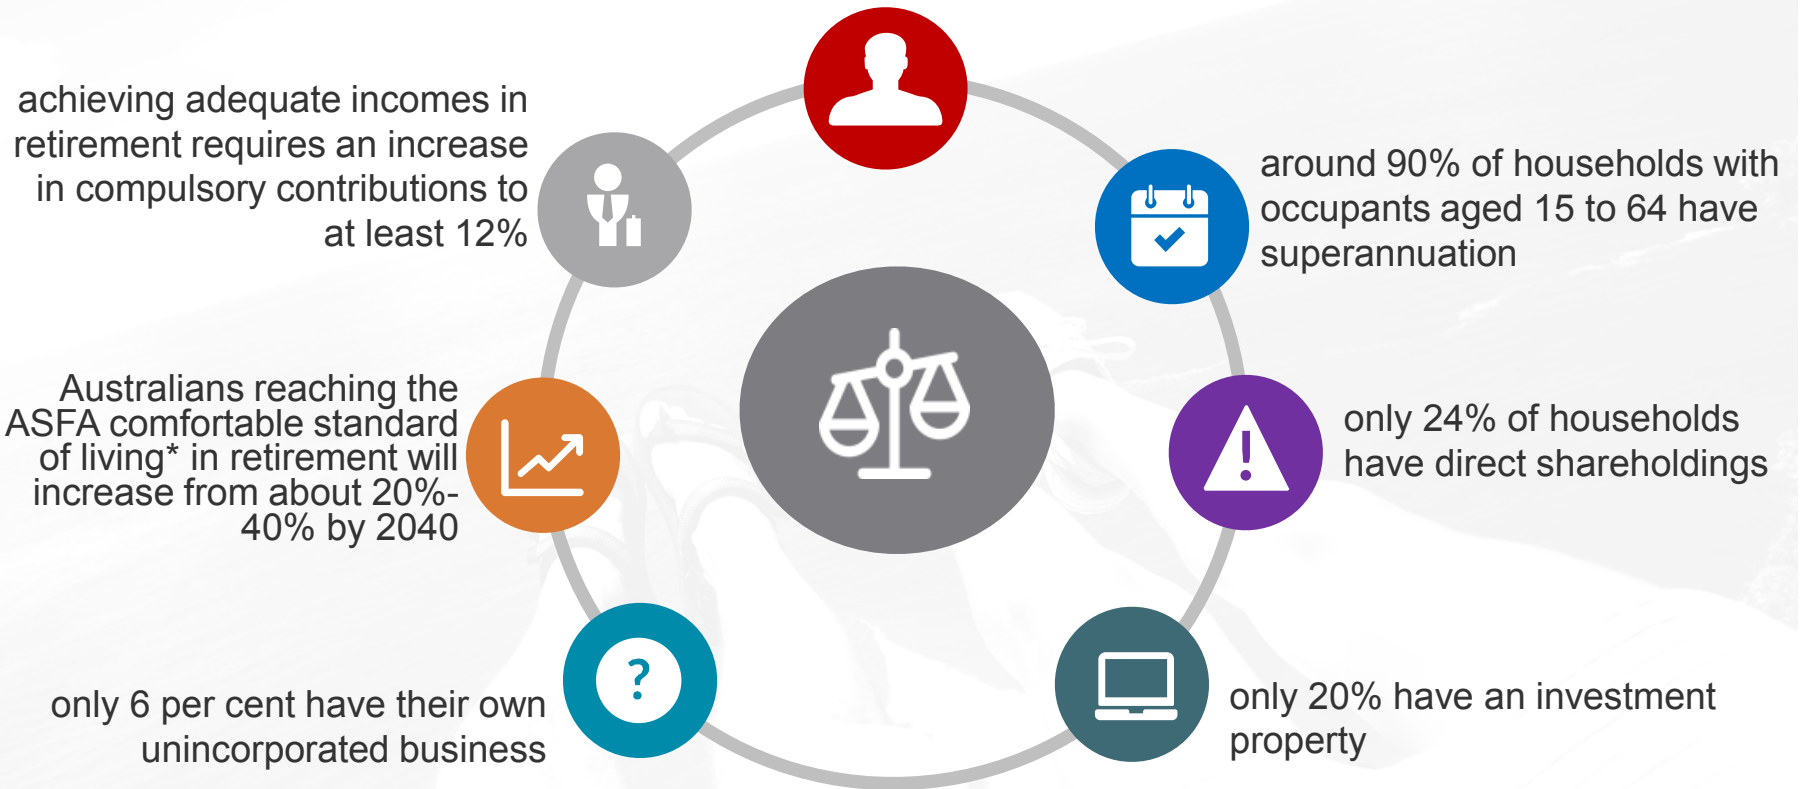 achieving adequate incomes in
retirement requires an increase
in compulsory contributions to
at least 12%
around 90% of households with
occupants aged 15 to 64 have
superannuation
Australians reaching the
ASFA comfortable standard
of living* in retirement will
increase from about 20%-
40% by 2040
only 24% of households
have direct shareholdings
?
only 6 per cent have their own
unincorporated business
only 20% have an investment
property